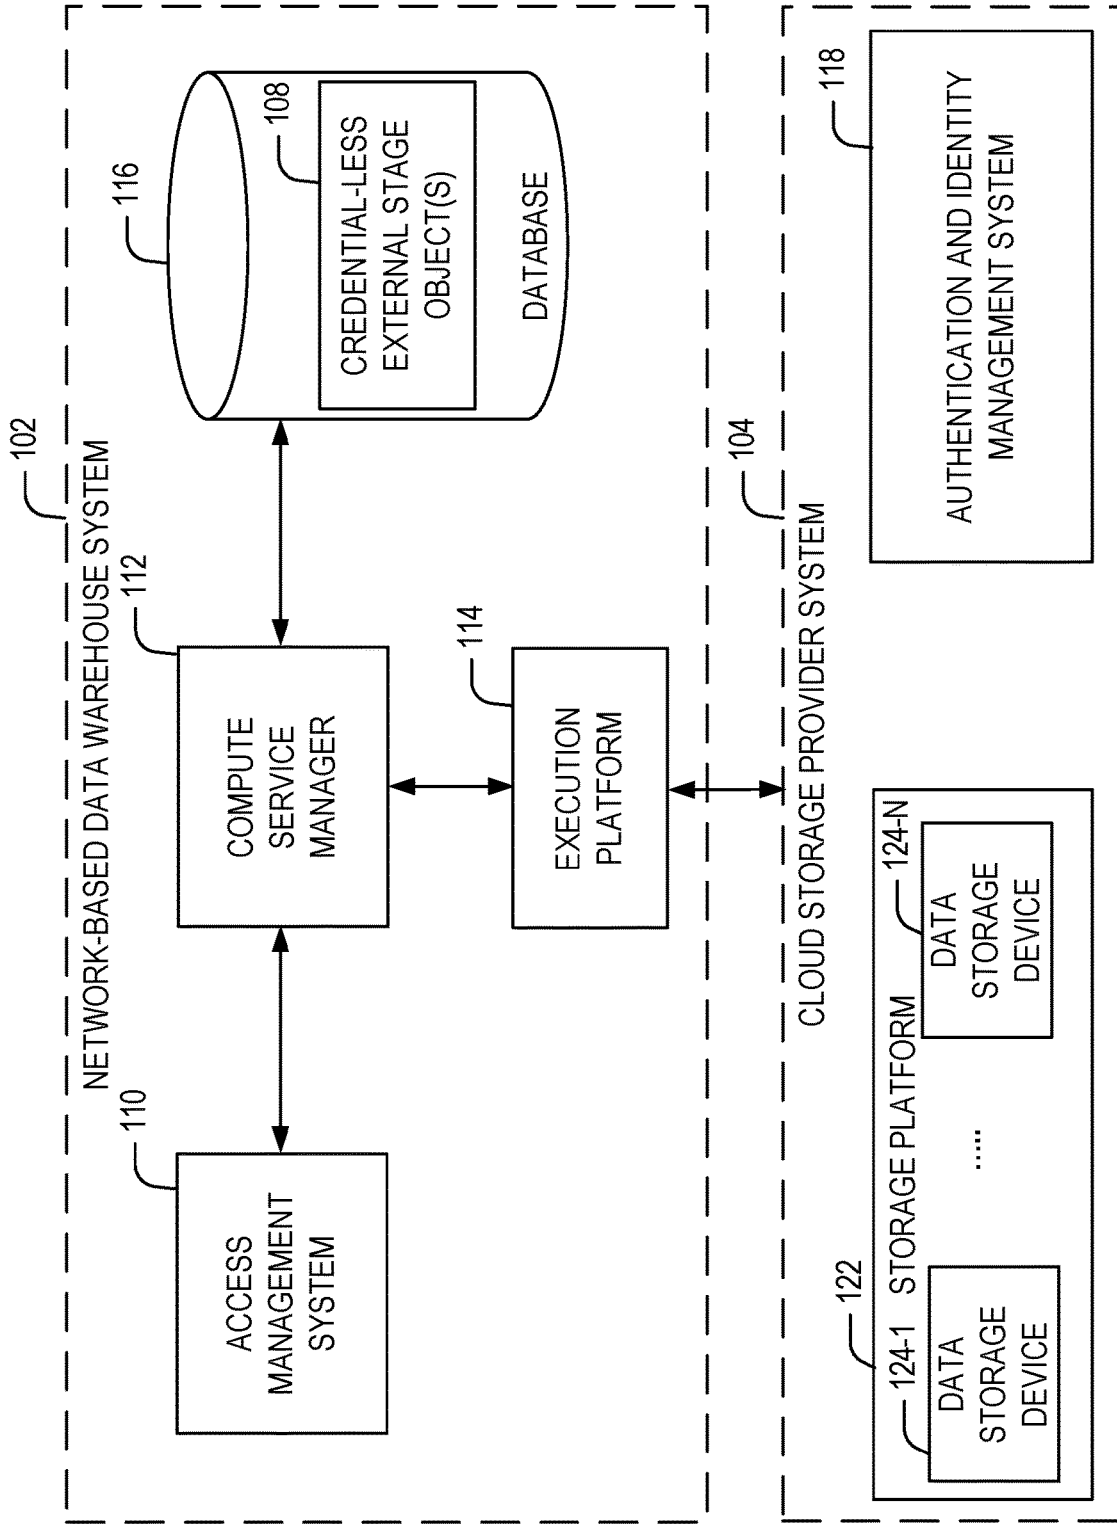 102
NETWORK-BASED DATA WAREHOUSE SYSTEM
110
ACCESS
MANAGEMENT
SYSTEM
112
COMPUTE
SERVICE
MANAGER
116
108
CREDENTIAL-LESS
EXTERNAL STAGE
OBJECT(S)
DATABASE
114
EXECUTION
PLATFORM
104
CLOUD STORAGE PROVIDER SYSTEM
122
STORAGE PLATFORM
124-1
DATA
STORAGE
DEVICE
.....
124-N
DATA
STORAGE
DEVICE
118
AUTHENTICATION AND IDENTITY
MANAGEMENT SYSTEM